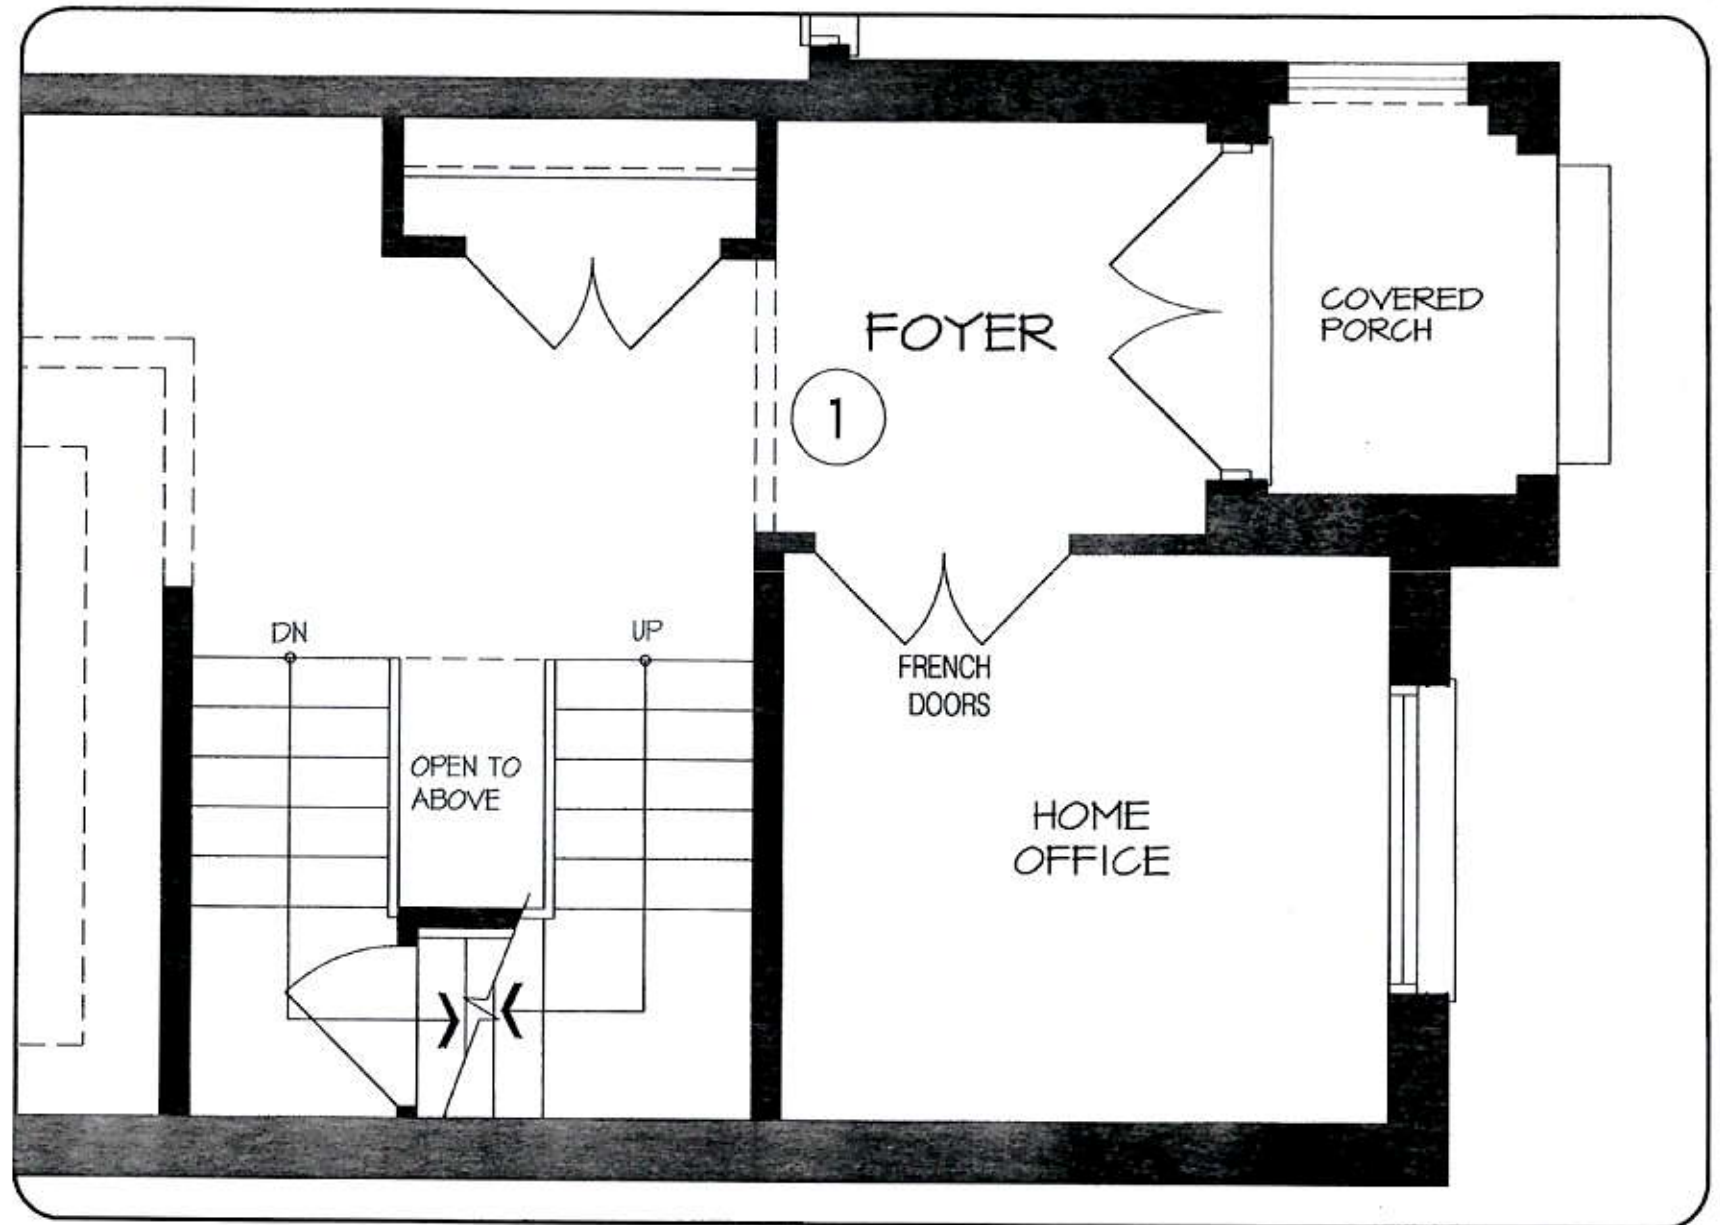 FOYER
COVERED
PORCH
1
DN
UP
FRENCH
DOORS
OPEN TO
ABOVE
HOME
OFFICE